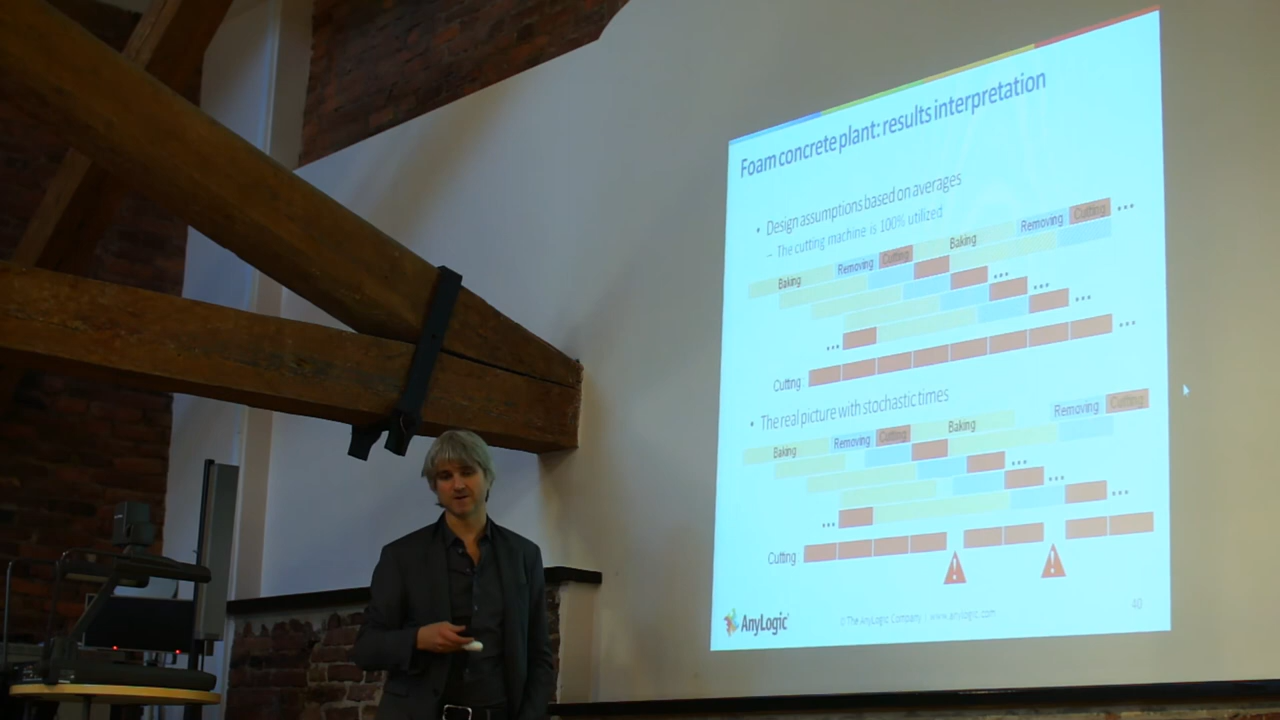 Foam concrete plant: results interpretation
• Design assumptions based on averages
– The cutting machine is 100% utilized
Baking Removing Cutting Baking Removing Cutting ...
...
...
...
...
Cutting ...
• The real picture with stochastic times
Baking Removing Cutting Baking Removing Cutting
...
...
...
...
Cutting
! !
AnyLogic® © The AnyLogic Company | www.anylogic.com 40